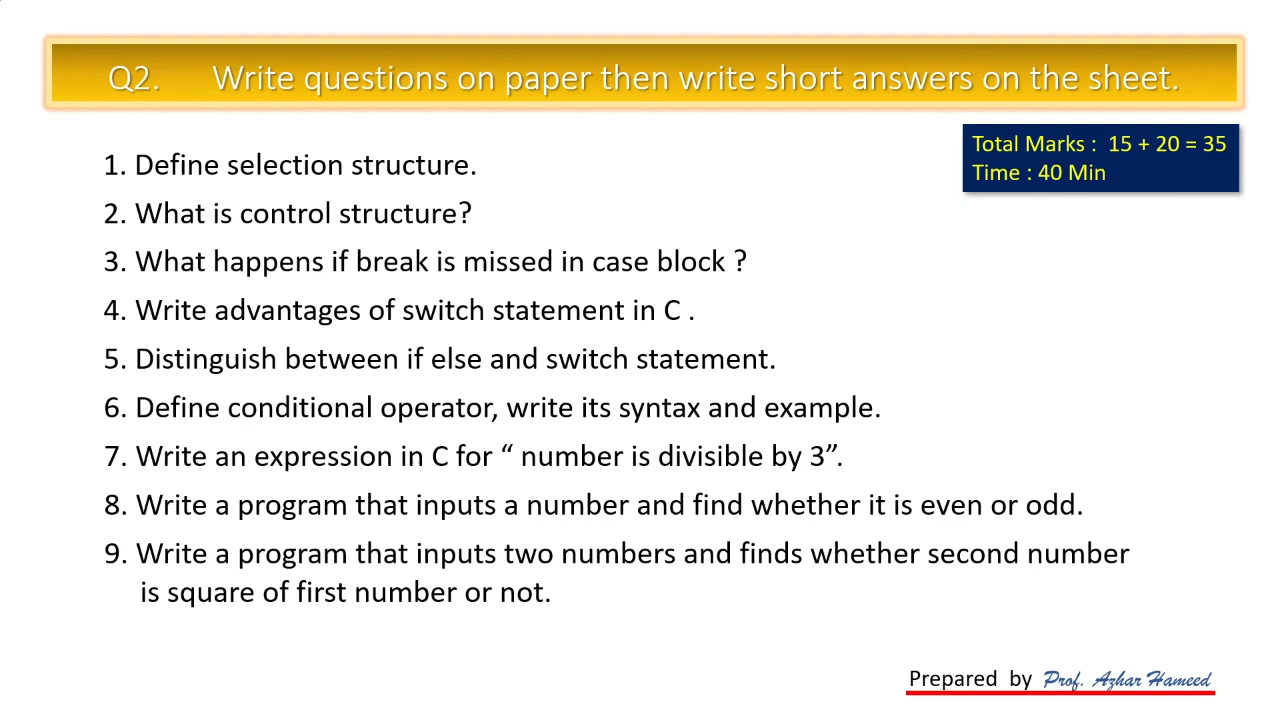 Q2. Write questions on paper then write short answers on the sheet.
Total Marks : 15 + 20 = 35
Time : 40 Min
1. Define selection structure.
2. What is control structure?
3. What happens if break is missed in case block ?
4. Write advantages of switch statement in C .
5. Distinguish between if else and switch statement.
6. Define conditional operator, write its syntax and example.
7. Write an expression in C for “ number is divisible by 3”.
8. Write a program that inputs a number and find whether it is even or odd.
9. Write a program that inputs two numbers and finds whether second number
is square of first number or not.
Prepared by Prof. Azhar Hameed